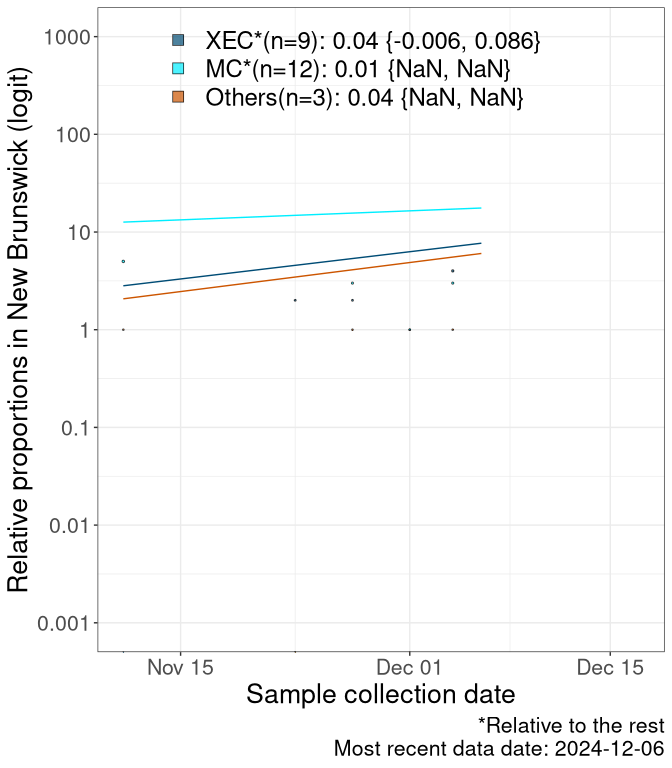 XEC*(n=9): 0.04 {-0.006, 0.086}
MC*(n=12): 0.01 {NaN, NaN}
Others(n=3): 0.04 {NaN, NaN}
Relative proportions in New Brunswick (logit)
1000
100
10
1
0.1
0.01
0.001
Nov 15 Dec 01 Dec 15
Sample collection date
*Relative to the rest
Most recent data date: 2024-12-06